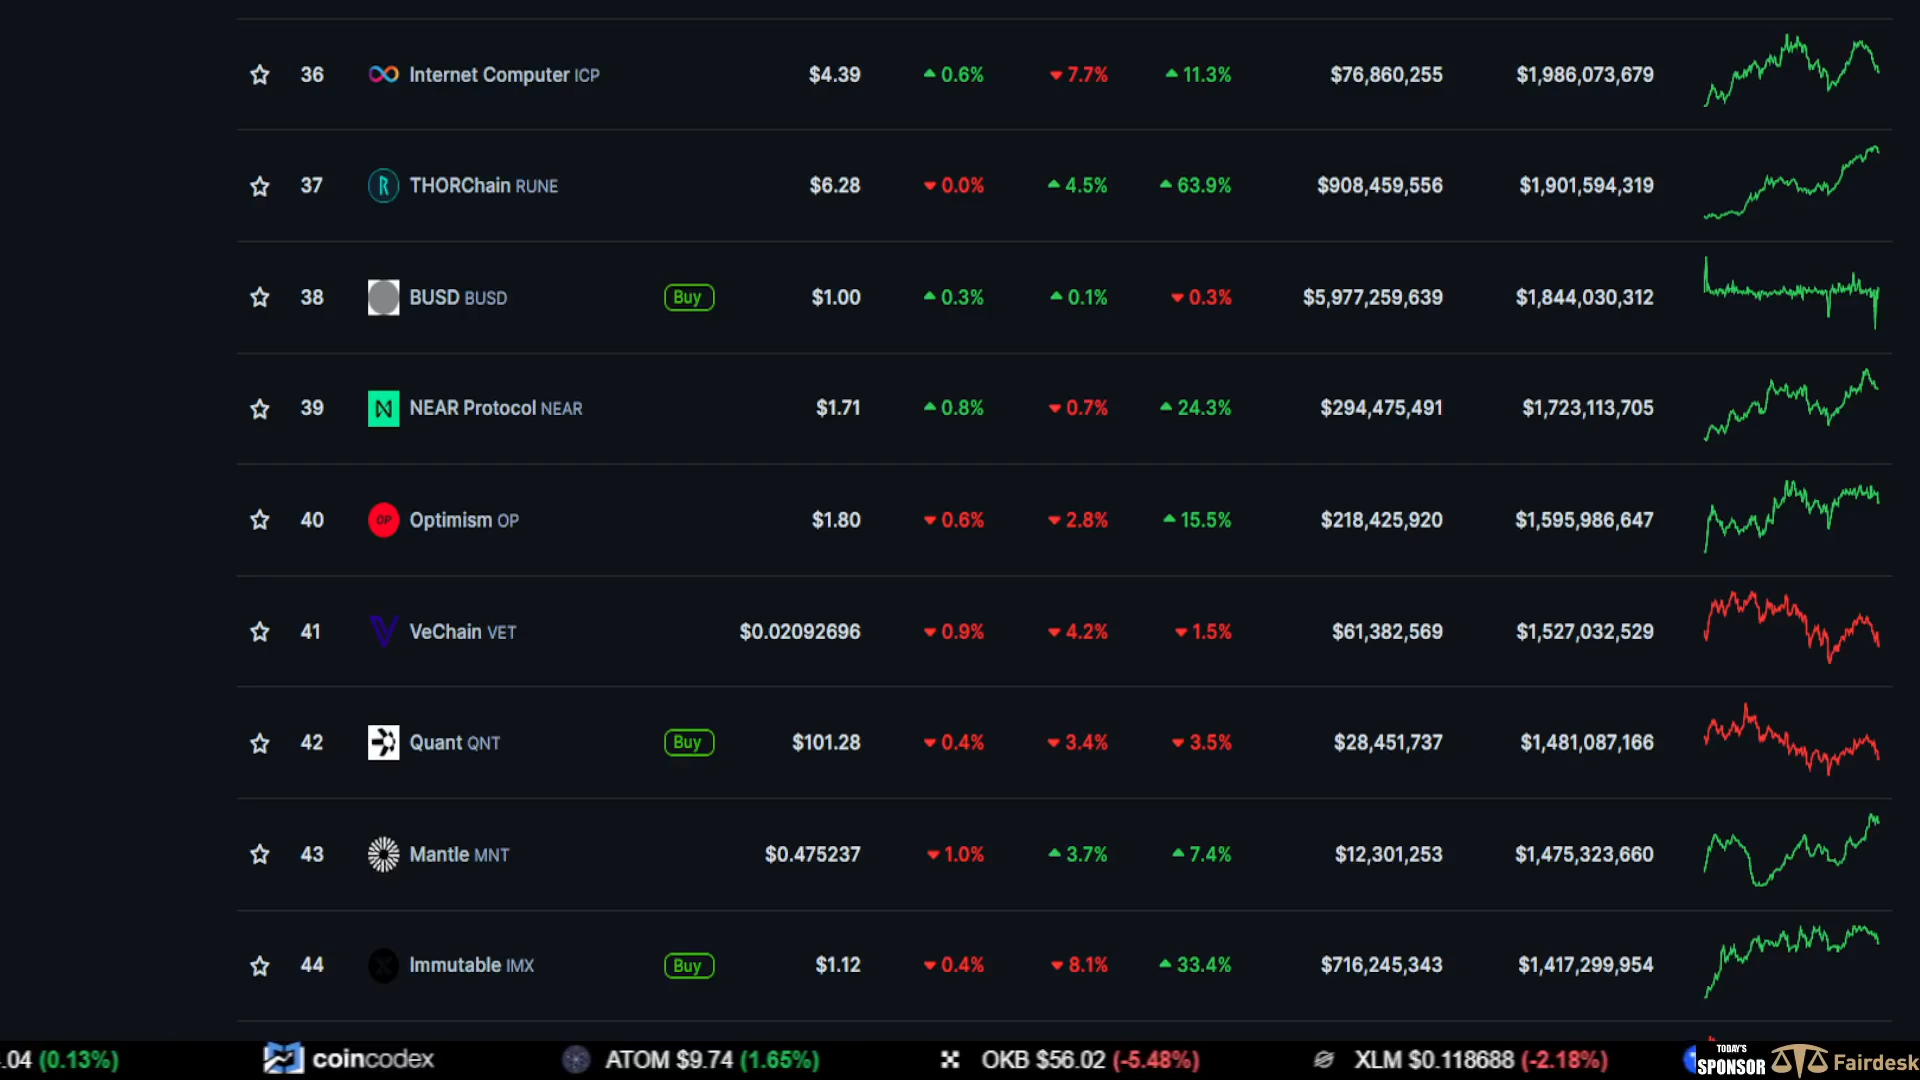 36 Internet Computer ICP $4.39 0.6% 7.7% 11.3% $76,860,255 $1,986,073,679
37 THORChain RUNE $6.28 0.0% 4.5% 63.9% $908,459,556 $1,901,594,319
38 BUSD BUSD Buy $1.00 0.3% 0.1% 0.3% $5,977,259,639 $1,844,030,312
39 NEAR Protocol NEAR $1.71 0.8% 0.7% 24.3% $294,475,491 $1,723,113,705
40 OP Optimism OP $1.80 0.6% 2.8% 15.5% $218,425,920 $1,595,986,647
41 VeChain VET $0.02092696 0.9% 4.2% 1.5% $61,382,569 $1,527,032,529
42 Quant QNT Buy $101.28 0.4% 3.4% 3.5% $28,451,737 $1,481,087,166
43 Mantle MNT $0.475237 1.0% 3.7% 7.4% $12,301,253 $1,475,323,660
44 Immutable IMX Buy $1.12 0.4% 8.1% 33.4% $716,245,343 $1,417,299,954
.04 (0.13%) coincodex ATOM $9.74 (1.65%) OKB $56.02 (-5.48%) XLM $0.118688 (-2.18%) TODAY'S SPONSOR Fairdesk